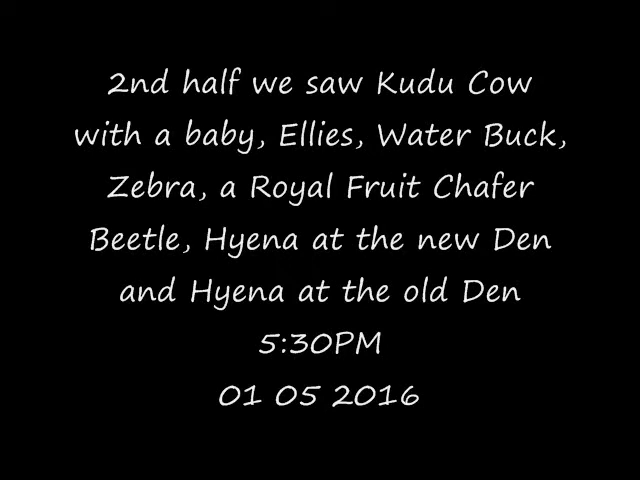 2nd half we saw Kudu Cow
with a baby, Ellies, Water Buck,
Zebra, a Royal Fruit Chafer
Beetle, Hyena at the new Den
and Hyena at the old Den
5:30PM
01 05 2016